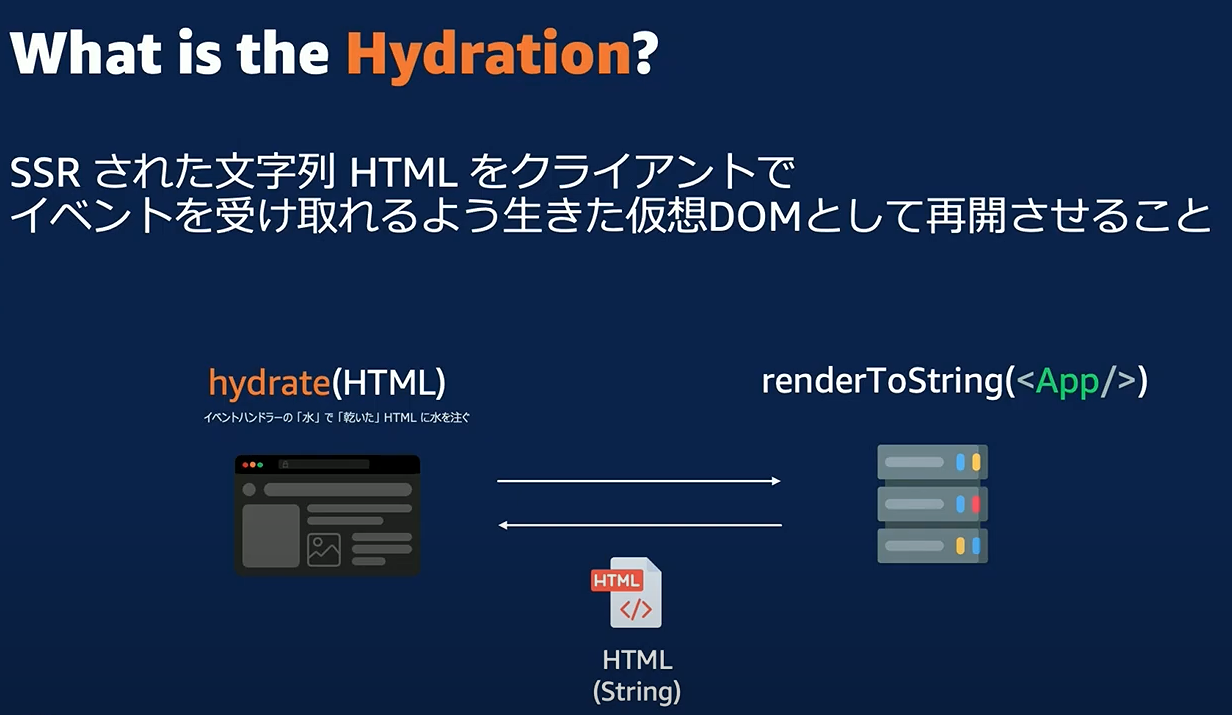 What is the Hydration?
SSR された文字列 HTML をクライアントで
イベントを受け取れるよう生きた仮想DOMとして再開させること
hydrate(HTML)
イベントハンドラーの「水」で「乾いた」HTML に水を注ぐ
renderToString(<App/>)
HTML
</>
HTML
(String)